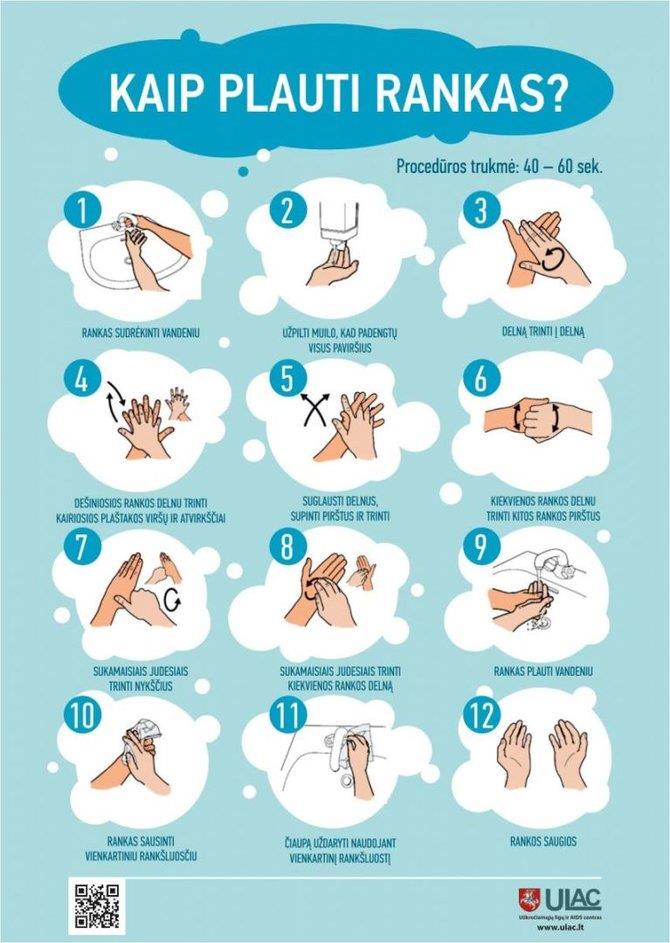 KAIP PLAUTI RANKAS?
Procedūros trukmė: 40 – 60 sek.
1
RANKAS SUDRĖKINTI VANDENIU
2
UŽPILTI MUILO, KAD PADENGTŲ
VISUS PAVIRŠIUS
3
DELNĄ TRINTI Į DELNĄ
4
DEŠINIOSIOS RANKOS DELNU TRINTI
KAIRIOSIOS PLAŠTAKOS VIRŠŲ IR ATVIRKŠČIAI
5
SUGLAUSTI DELNUS,
SUPINTI PIRŠTUS IR TRINTI
6
KIEKVIENOS RANKOS DELNU
TRINTI KITOS RANKOS PIRŠTUS
7
SUKAMAISIAIS JUDESIAIS
TRINTI NYKŠČIUS
8
SUKAMAISIAIS JUDESIAIS TRINTI
KIEKVIENOS RANKOS DELNĄ
9
RANKAS PLAUTI VANDENIU
10
RANKAS SAUSINTI
VIENKARTINIU RANKŠLUOSČIU
11
ČIAUPĄ UŽDARYTI NAUDOJANT
VIENKARTINĮ RANKŠLUOSTĮ
12
RANKOS SAUGIOS
ULAC
Užkrečiamųjų ligų ir AIDS centras
www.ulac.lt